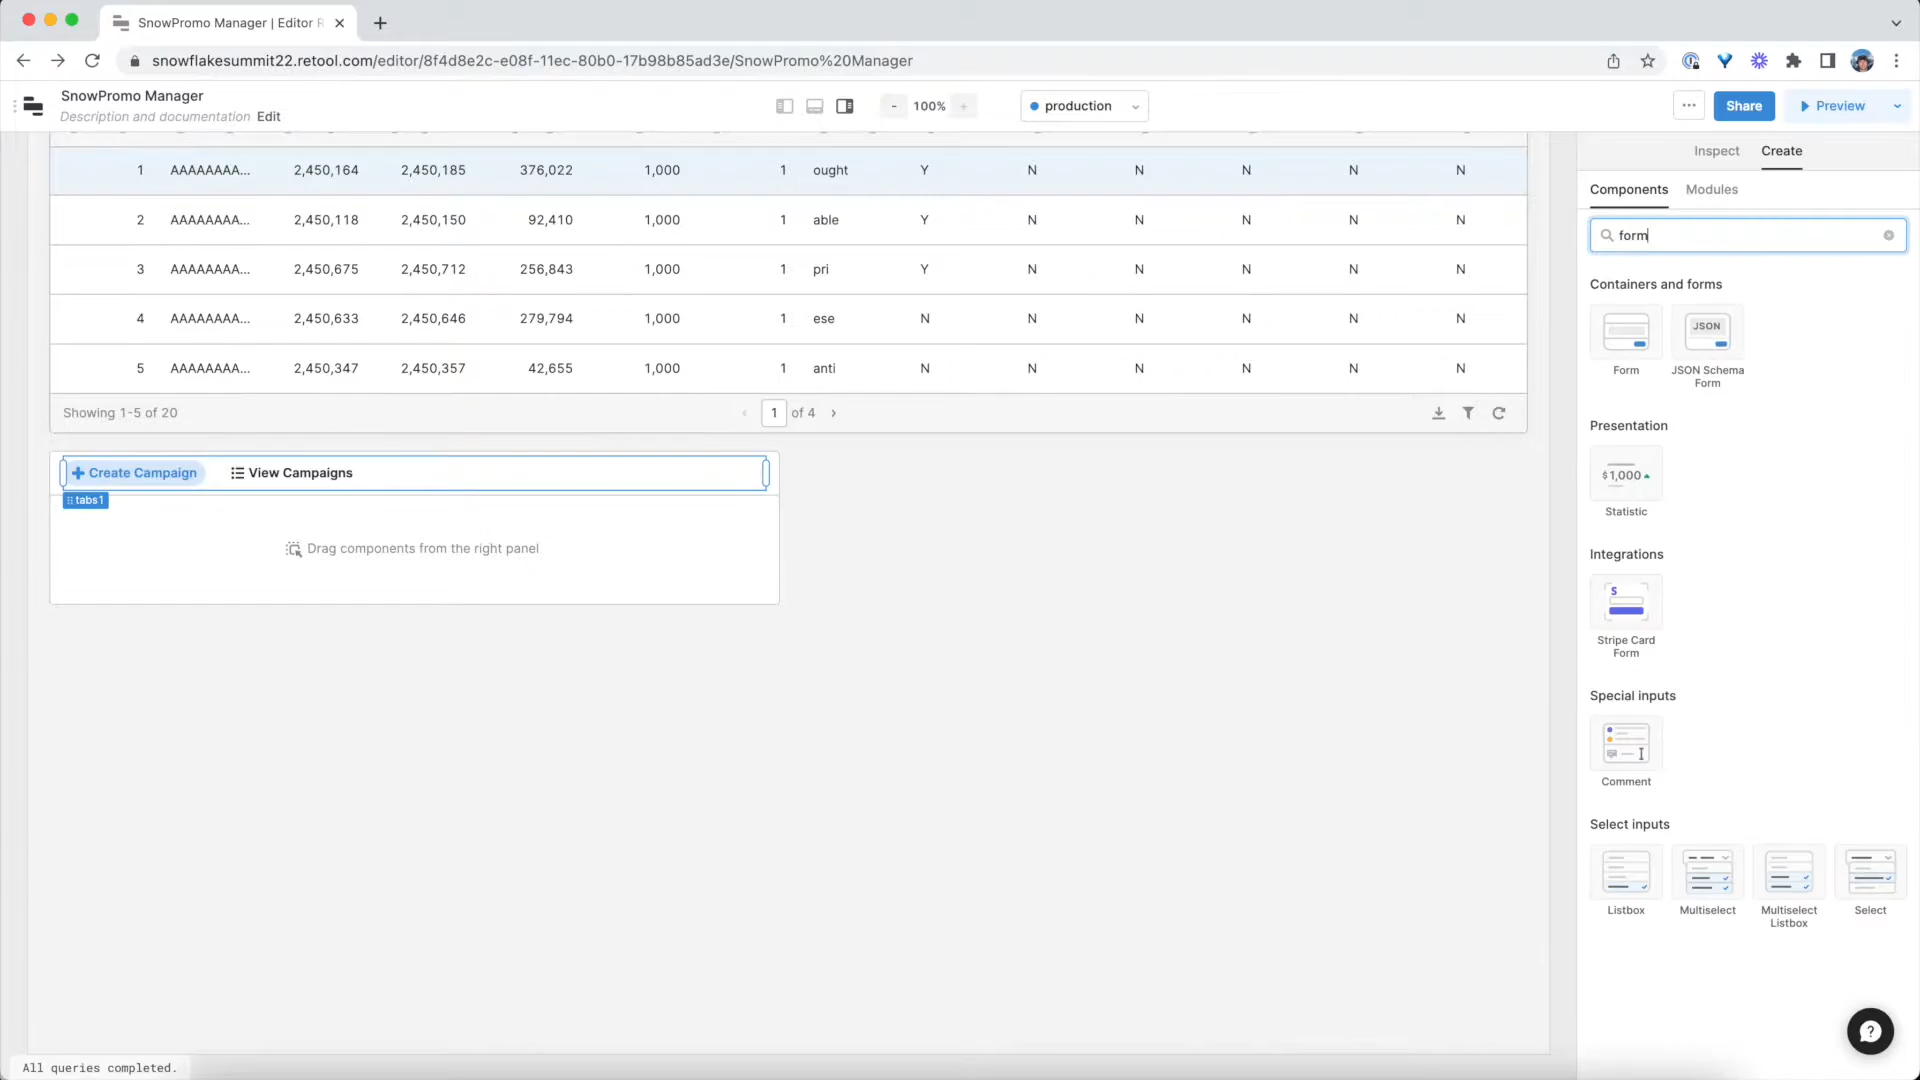 SnowPromo Manager | Editor R
snowflakesummit22.retool.com/editor/8f4d8e2c-e08f-11ec-80b0-17b98b85ad3e/SnowPromo%20Manager
SnowPromo Manager
Description and documentation Edit
- 100% +
production
Share
Preview
Inspect Create
Components Modules
form
1 AAAAAAAA... 2,450,164 2,450,185 376,022 1,000 1 ought Y N N N N N
2 AAAAAAAA... 2,450,118 2,450,150 92,410 1,000 1 able Y N N N N N
3 AAAAAAAA... 2,450,675 2,450,712 256,843 1,000 1 pri Y N N N N N
4 AAAAAAAA... 2,450,633 2,450,646 279,794 1,000 1 ese N N N N N N
5 AAAAAAAA... 2,450,347 2,450,357 42,655 1,000 1 anti N N N N N N
Showing 1-5 of 20
1 of 4
Create Campaign
View Campaigns
tabs1
Drag components from the right panel
Containers and forms
JSON
Form
JSON Schema
Form
Presentation
$1,000
Statistic
Integrations
S
Stripe Card
Form
Special inputs
Comment
Select inputs
Listbox
Multiselect
Multiselect
Listbox
Select
?
All queries completed.